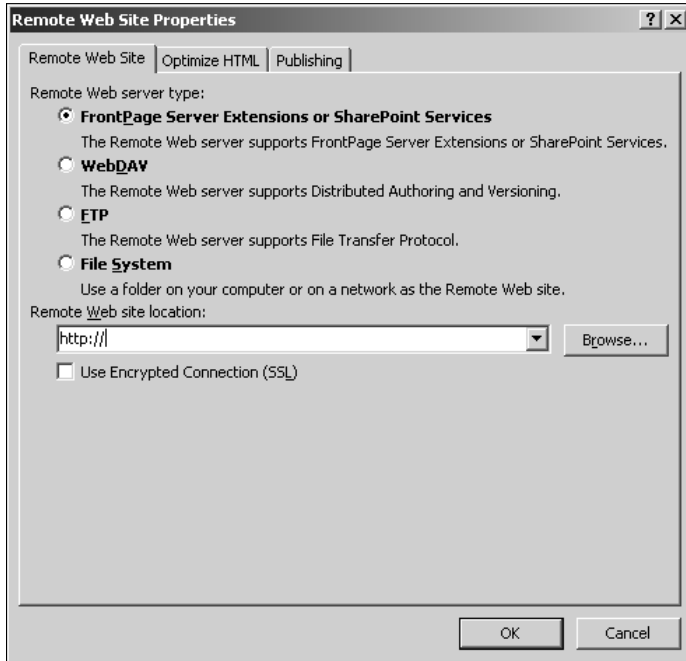 Remote Web Site Properties
Remote Web Site Optimize HTML Publishing
Remote Web server type:
FrontPage Server Extensions or SharePoint Services
The Remote Web server supports FrontPage Server Extensions or SharePoint Services.
WebDAV
The Remote Web server supports Distributed Authoring and Versioning.
FTP
The Remote Web server supports File Transfer Protocol.
File System
Use a folder on your computer or on a network as the Remote Web site.
Remote Web site location:
http:// Browse...
Use Encrypted Connection (SSL)
OK Cancel